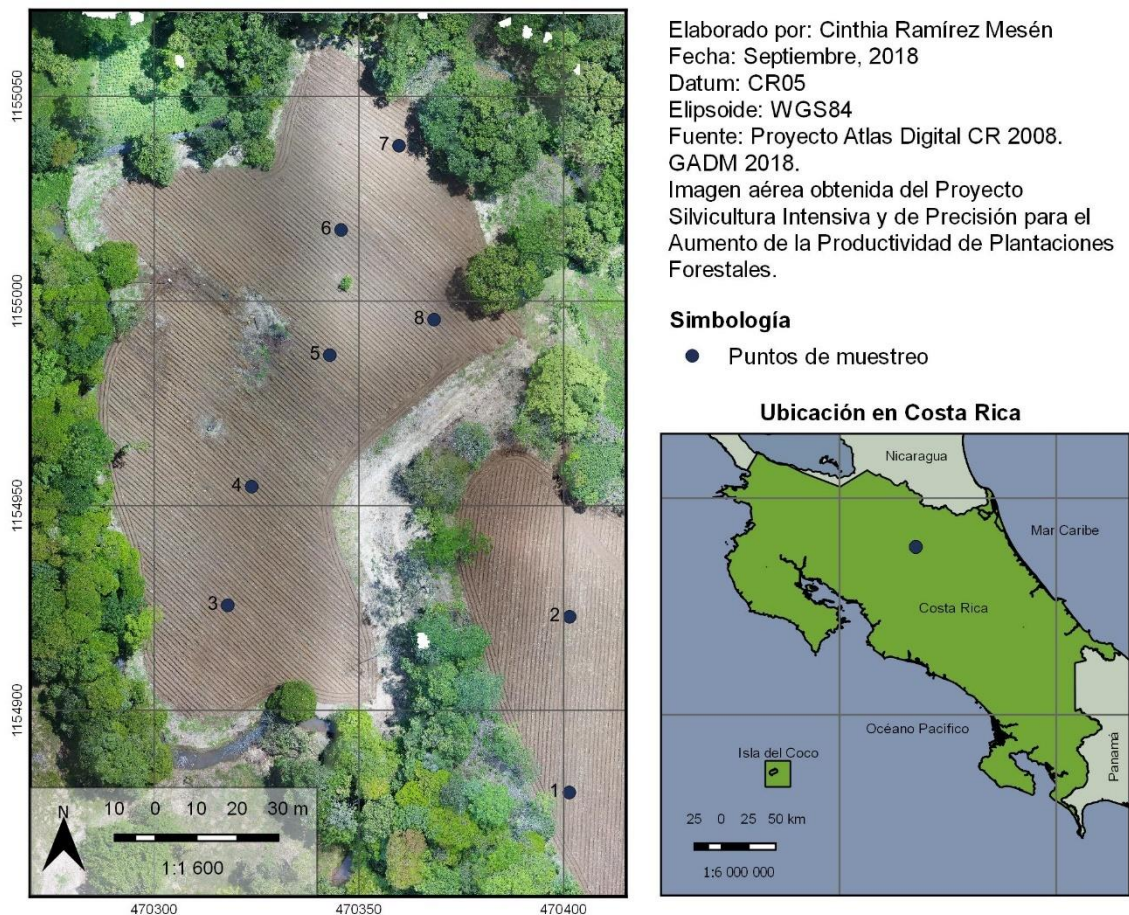 1155050
1155000
1154950
1154900
7
6
8
5
4
3
2
1
N
10 0 10 20 30 m
1:1 600
470300 470350 470400
Elaborado por: Cinthia Ramírez Mesén
Fecha: Septiembre, 2018
Datum: CR05
Elipsoide: WGS84
Fuente: Proyecto Atlas Digital CR 2008.
GADM 2018.
Imagen aérea obtenida del Proyecto
Silvicultura Intensiva y de Precisión para el
Aumento de la Productividad de Plantaciones
Forestales.
Simbología
Puntos de muestreo
Ubicación en Costa Rica
Nicaragua
Mar Caribe
Costa Rica
Océano Pacifico
Isla del Coco
Panamá
25 0 25 50 km
1:6 000 000